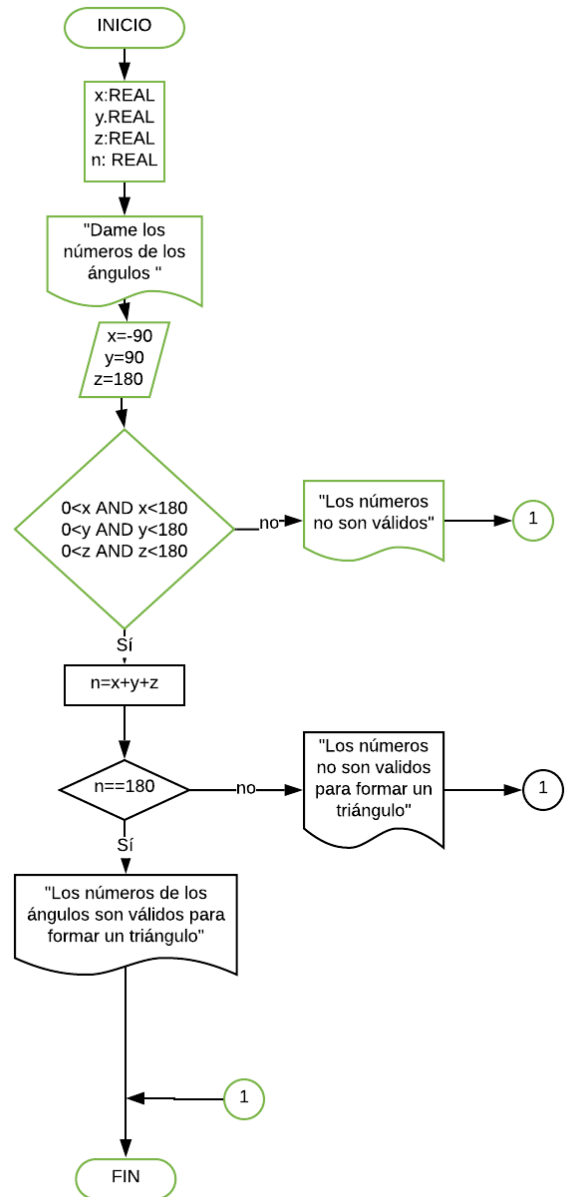 INICIO
x:REAL
y.REAL
z:REAL
n: REAL
"Dame los
números de los
ángulos "
x=-90
y=90
z=180
0<x AND x<180
0<y AND y<180
0<z AND z<180
no
"Los números
no son válidos"
1
Sí
n=x+y+z
n==180
no
"Los números
no son validos
para formar un
triángulo"
1
Sí
"Los números de los
ángulos son válidos para
formar un triángulo"
1
FIN